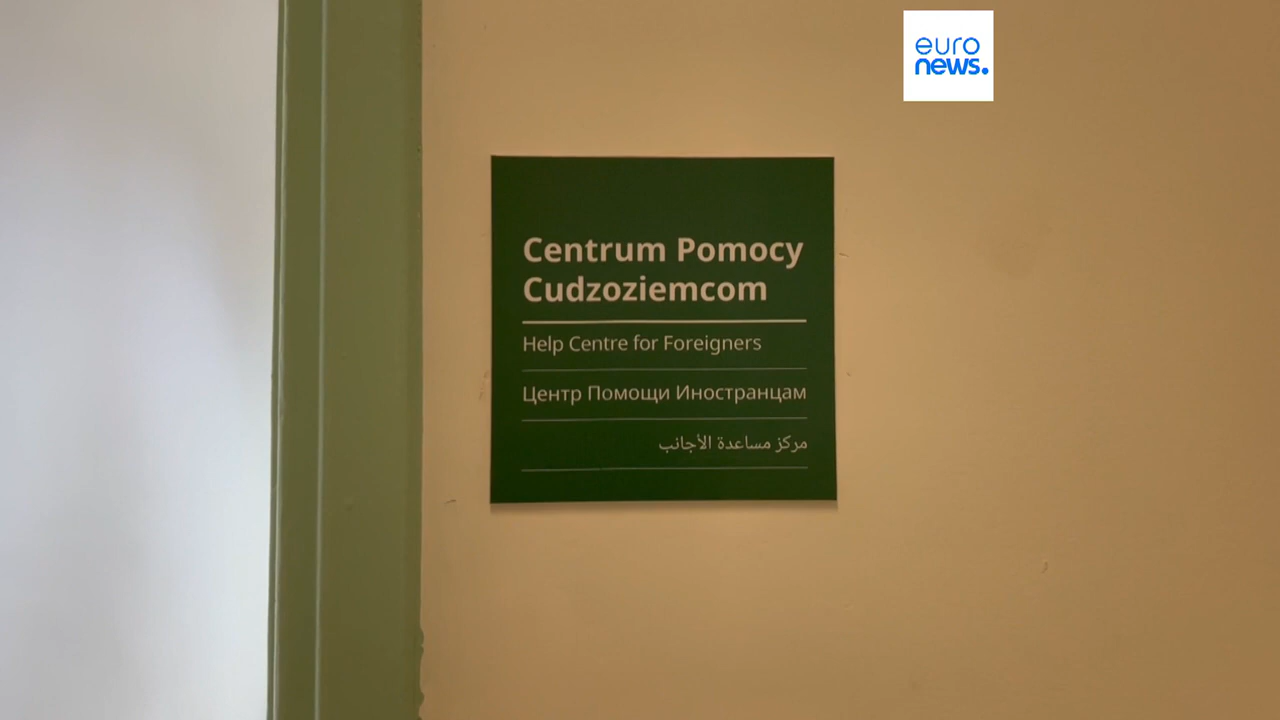 euro
news.
Centrum Pomocy
Cudzoziemcom
Help Centre for Foreigners
Центр Помощи Иностранцам
مركز مساعدة الأجانب